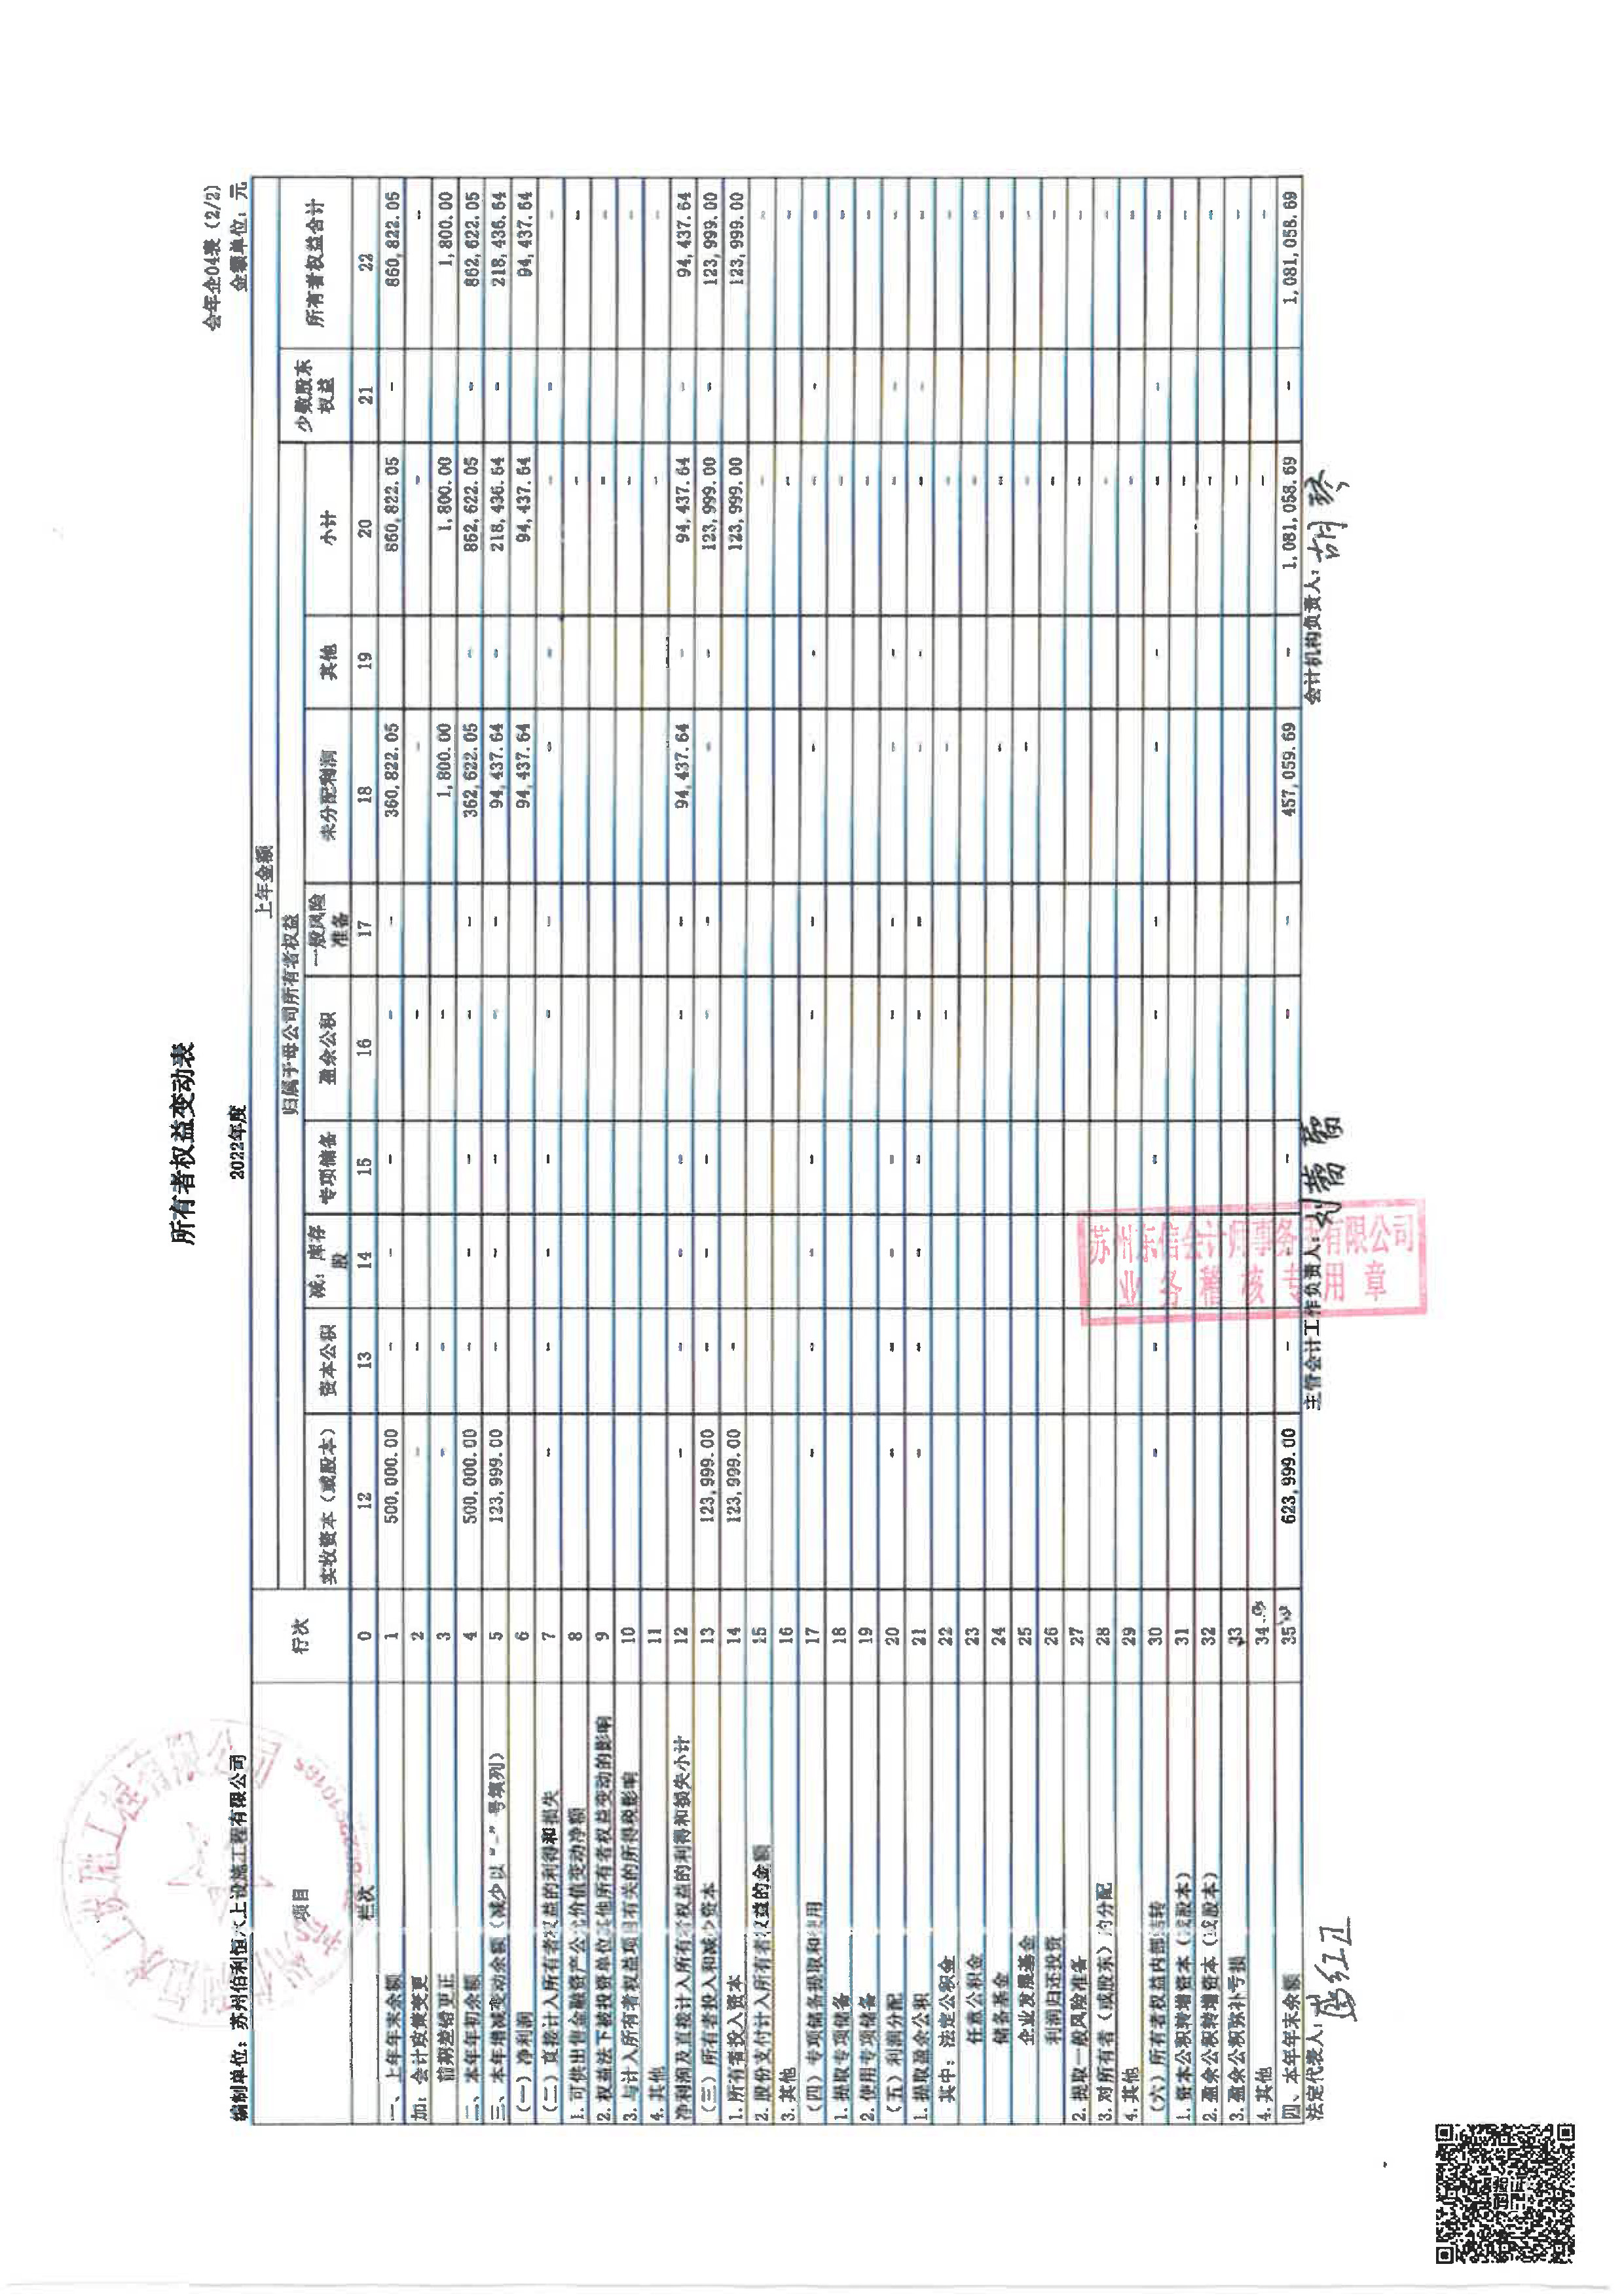 所有者权益变动表
会年企04表（2/2）
2022年度
编制单位：苏州伯利恒水上设施工程有限公司 金额单位：元
项目 行次 上年金额
归属于母公司所有者权益 少数股东权益 所有者权益合计
实收资本（或股本） 资本公积 减：库存股 专项储备 盈余公积 一般风险准备 未分配利润 其他 小计
栏次 0 12 13 14 15 16 17 18 19 20 21 22
一、上年年末余额 1 500,000.00 - - - - - 360,822.05 860,822.05 - 860,822.05
加：会计政策变更 2 - - - - - -
前期差错更正 3 - - - 1,800.00 1,800.00 1,800.00
二、本年年初余额 4 500,000.00 - - - - - 362,622.05 - 862,622.05 - 862,622.05
三、本年增减变动余额（减少以"-"号填列） 5 123,999.00 - - - - - 94,437.64 - 218,436.64 - 218,436.64
（一）净利润 6 94,437.64 94,437.64 94,437.64
（二）直接计入所有者权益的利得和损失 7 - - - - - - - - - - -
1.可供出售金融资产公允价值变动净额 8 - -
2.权益法下被投资单位其他所有者权益变动的影响 9 - -
3.与计入所有者权益项目有关的所得税影响 10 - -
4.其他 11 - -
净利润及直接计入所有者权益的利得和损失小计 12 - - - - - - 94,437.64 - 94,437.64 - 94,437.64
（三）所有者投入和减少资本 13 123,999.00 - - - - - - - 123,999.00 - 123,999.00
1.所有者投入资本 14 123,999.00 - 123,999.00 123,999.00
2.股份支付计入所有者权益的金额 15 - -
3.其他 16 - -
（四）专项储备提取和使用 17 - - - - - - - - - - -
1.提取专项储备 18 - -
2.使用专项储备 19 - -
（五）利润分配 20 - - - - - - - - - - -
1.提取盈余公积 21 - - - - - - - - - - -
其中：法定公积金 22 - - - -
任意公积金 23 - -
储备基金 24 - - -
企业发展基金 25 - - -
利润归还投资 26 - -
2.提取一般风险准备 27 - -
3.对所有者（或股东）的分配 28 - -
4.其他 29 - -
（六）所有者权益内部结转 30 - - - - - - - - - - -
1.资本公积转增资本（或股本） 31 - -
2.盈余公积转增资本（或股本） 32 - -
3.盈余公积弥补亏损 33 - -
4.其他 34 - -
四、本年年末余额 35 623,999.00 - - - - - 457,059.69 - 1,081,058.69 - 1,081,058.69
法定代表人： 主管会计工作负责人：刘蕾蕾 会计机构负责人：胡琴
苏州东信会计师事务所有限公司
业务稽核专用章